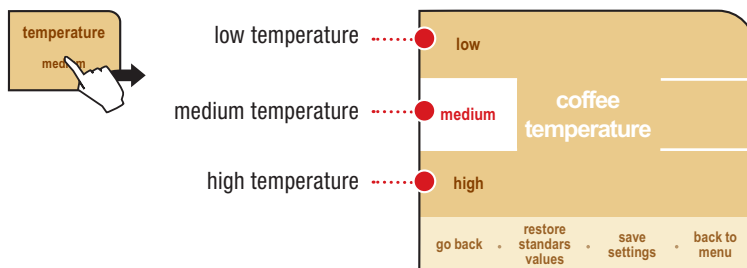 temperature
medium
low temperature
medium temperature
high temperature
low
medium
high
coffee
temperature
go back
restore
standars
values
save
settings
back to
menu